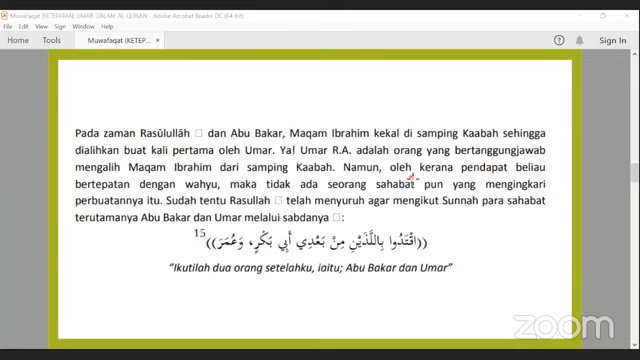 Muwafaqat (KETEPATAN) UMAR DALAM AL-QURAN - Adobe Acrobat Reader DC (64-bit)
File Edit View Sign Window Help
Home Tools Muwafaqat (KETEP... × Sign In
Pada zaman Rasūlullāh □ dan Abu Bakar, Maqam Ibrahim kekal di samping Kaabah sehingga
dialihkan buat kali pertama oleh Umar. Ya! Umar R.A. adalah orang yang bertanggungjawab
mengalih Maqam Ibrahim dari samping Kaabah. Namun, oleh kerana pendapat beliau
bertepatan dengan wahyu, maka tidak ada seorang sahabat pun yang mengingkari
perbuatannya itu. Sudah tentu Rasullah □ telah menyuruh agar mengikut Sunnah para sahabat
terutamanya Abu Bakar dan Umar melalui sabdanya □:
((اقْتَدُوا بِاللَّذَيْنِ مِنْ بَعْدِي أَبِي بَكْرٍ، وَعُمَرَ)) 15
“Ikutilah dua orang setelahku, iaitu; Abu Bakar dan Umar”
zoom